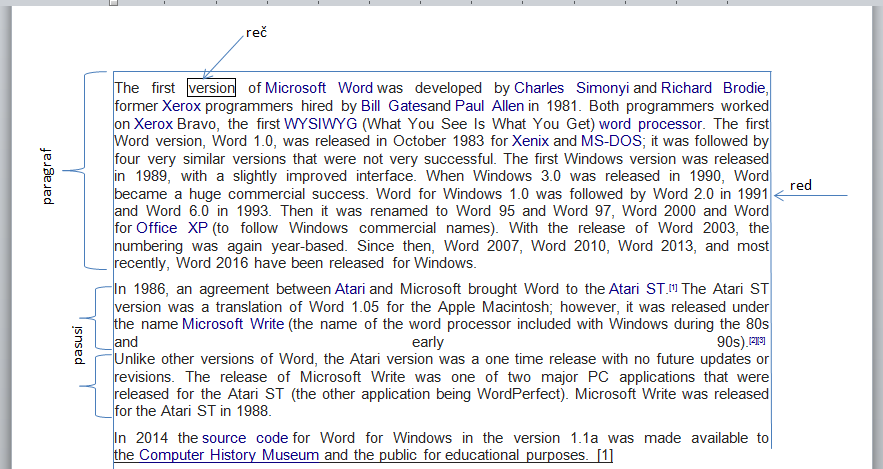 reč
The first version of Microsoft Word was developed by Charles Simonyi and Richard Brodie,
former Xerox programmers hired by Bill Gatesand Paul Allen in 1981. Both programmers worked
on Xerox Bravo, the first WYSIWYG (What You See Is What You Get) word processor. The first
Word version, Word 1.0, was released in October 1983 for Xenix and MS-DOS; it was followed by
four very similar versions that were not very successful. The first Windows version was released
in 1989, with a slightly improved interface. When Windows 3.0 was released in 1990, Word
became a huge commercial success. Word for Windows 1.0 was followed by Word 2.0 in 1991
and Word 6.0 in 1993. Then it was renamed to Word 95 and Word 97, Word 2000 and Word
for Office XP (to follow Windows commercial names). With the release of Word 2003, the
numbering was again year-based. Since then, Word 2007, Word 2010, Word 2013, and most
recently, Word 2016 have been released for Windows.
paragraf
red
In 1986, an agreement between Atari and Microsoft brought Word to the Atari ST.[1] The Atari ST
version was a translation of Word 1.05 for the Apple Macintosh; however, it was released under
the name Microsoft Write (the name of the word processor included with Windows during the 80s
and early 90s).[2][3]
Unlike other versions of Word, the Atari version was a one time release with no future updates or
revisions. The release of Microsoft Write was one of two major PC applications that were
released for the Atari ST (the other application being WordPerfect). Microsoft Write was released
for the Atari ST in 1988.
pasusi
In 2014 the source code for Word for Windows in the version 1.1a was made available to
the Computer History Museum and the public for educational purposes. [1]